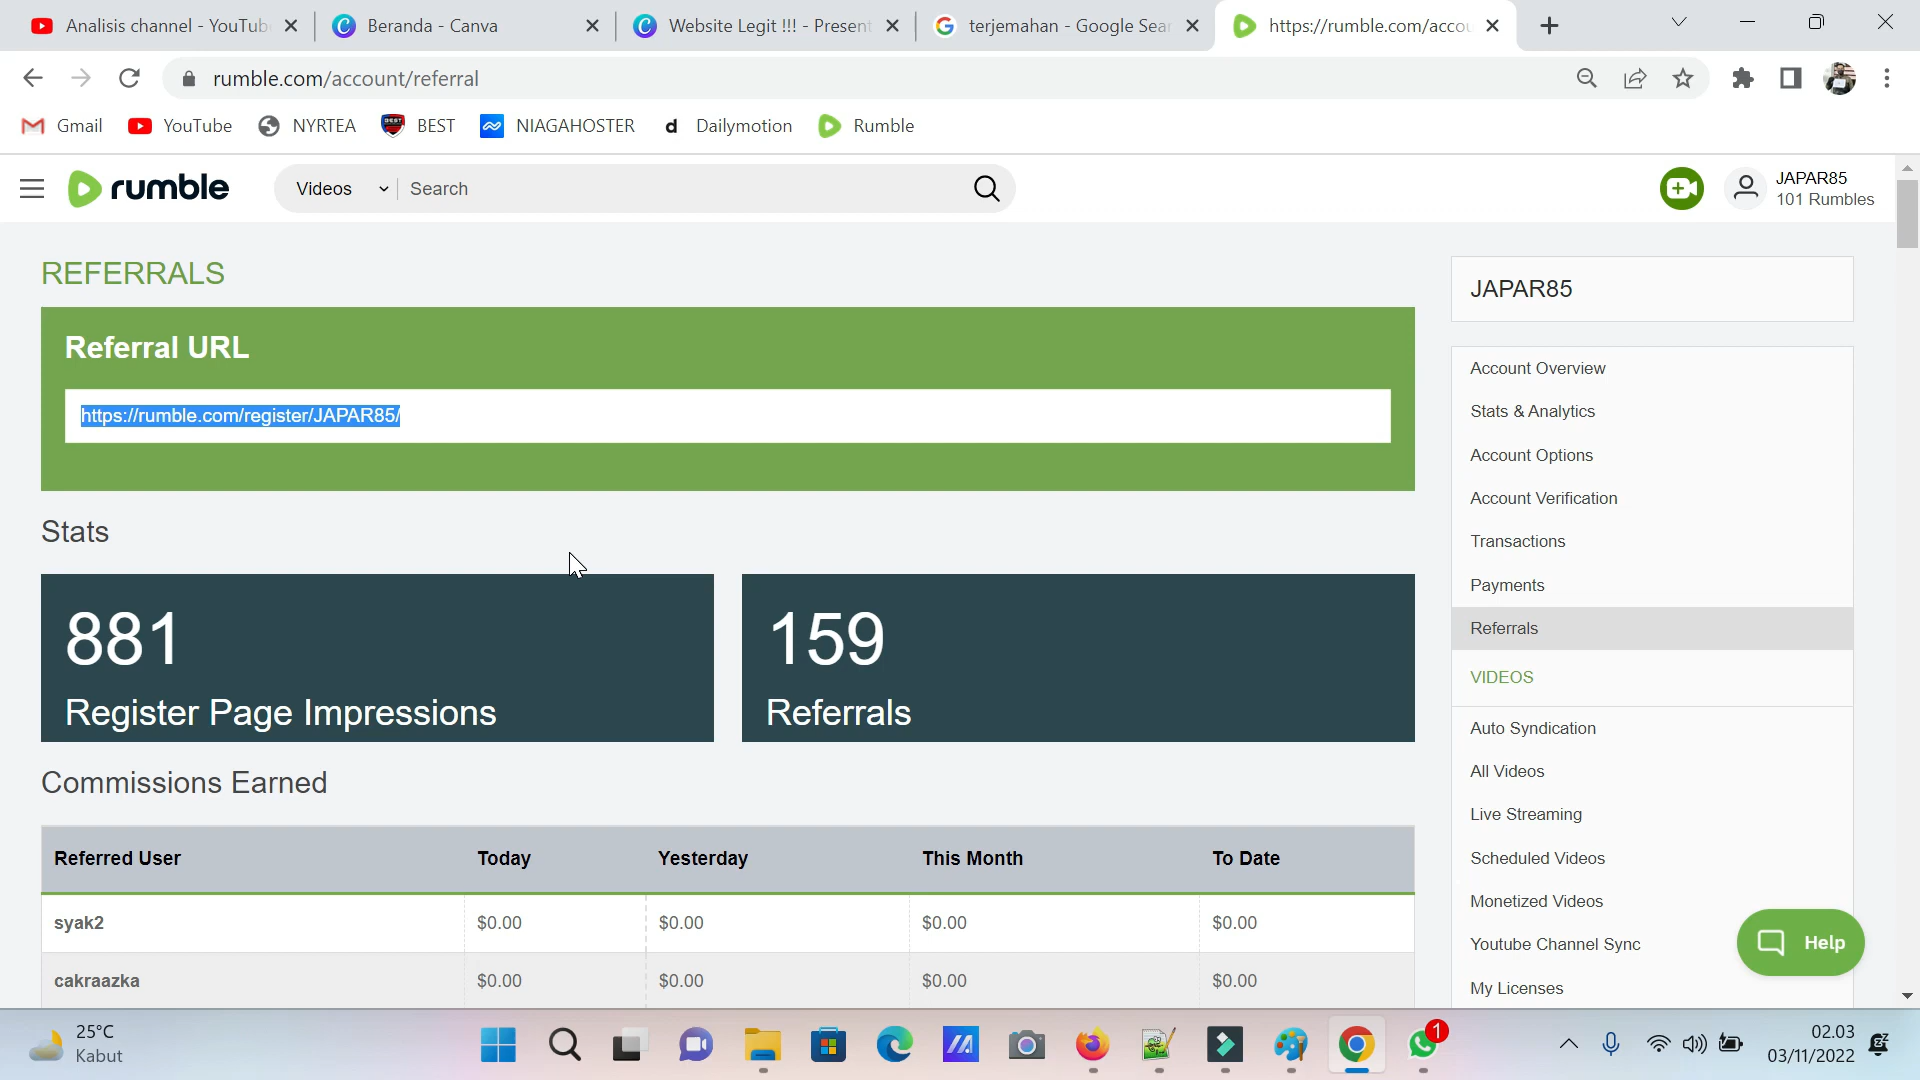 Analisis channel - YouTub
Beranda - Canva
Website Legit !!! - Present
terjemahan - Google Sear
https://rumble.com/accou
rumble.com/account/referral
Gmail
YouTube
NYRTEA
BEST
NIAGAHOSTER
d Dailymotion
Rumble
rumble
Videos
Search
JAPAR85
101 Rumbles
REFERRALS
Referral URL
https://rumble.com/register/JAPAR85/
Stats
881
Register Page Impressions
159
Referrals
Commissions Earned
Referred User Today Yesterday This Month To Date
syak2 $0.00 $0.00 $0.00 $0.00
cakraazka $0.00 $0.00 $0.00 $0.00
JAPAR85
Account Overview
Stats & Analytics
Account Options
Account Verification
Transactions
Payments
Referrals
VIDEOS
Auto Syndication
All Videos
Live Streaming
Scheduled Videos
Monetized Videos
Youtube Channel Sync
My Licenses
Help
25°C
Kabut
1
02.03
03/11/2022